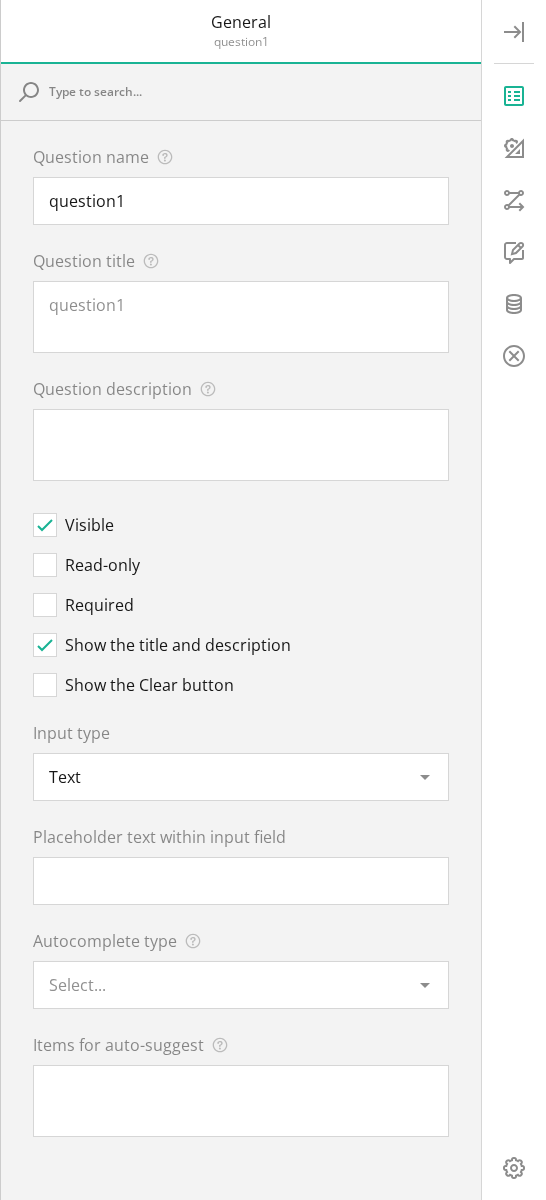 General
question1
Type to search...
Question name
question1
Question title
question1
Question description
Visible
Read-only
Required
Show the title and description
Show the Clear button
Input type
Text
Placeholder text within input field
Autocomplete type
Select...
Items for auto-suggest